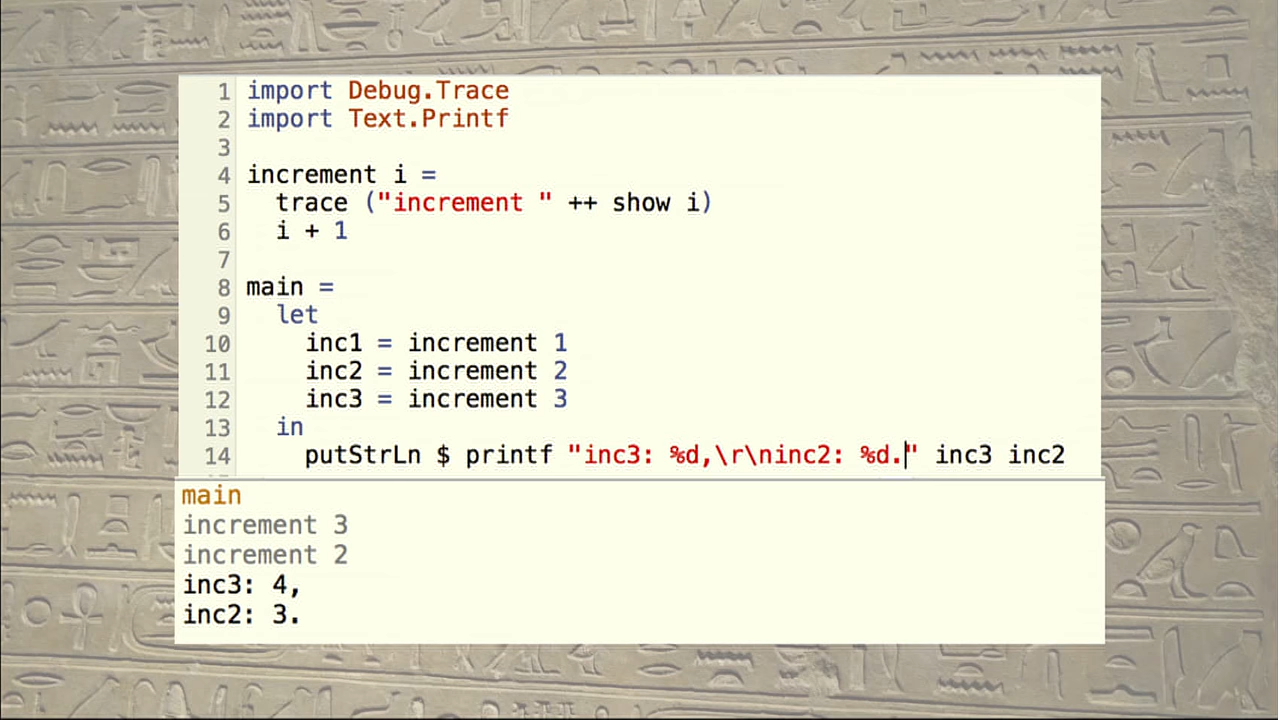 1 import Debug.Trace
2 import Text.Printf
3
4 increment i =
5   trace ("increment " ++ show i)
6   i + 1
7
8 main =
9   let
10     inc1 = increment 1
11     inc2 = increment 2
12     inc3 = increment 3
13   in
14     putStrLn $ printf "inc3: %d,\r\ninc2: %d." inc3 inc2
main
increment 3
increment 2
inc3: 4,
inc2: 3.